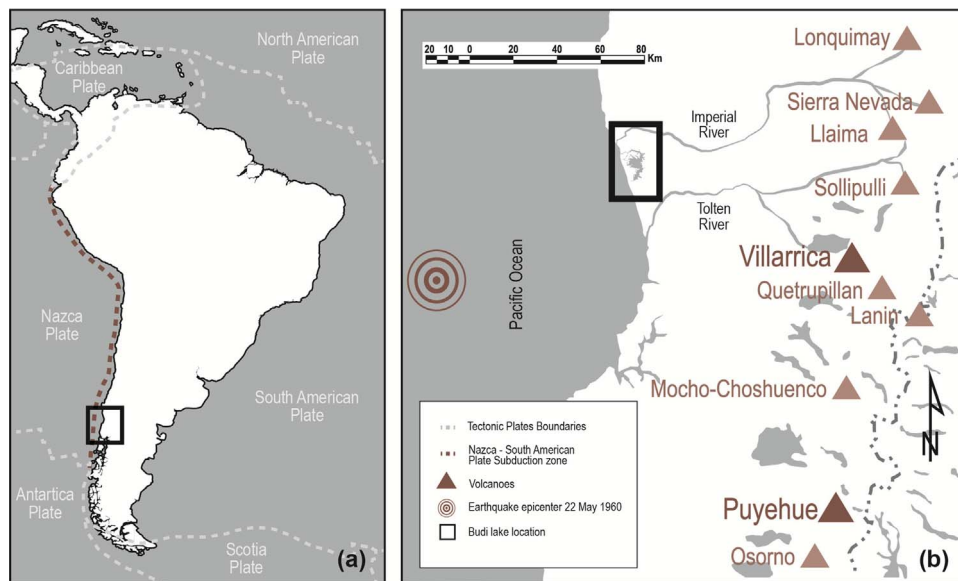 North American
Plate
Caribbean
Plate
Nazca
Plate
South American
Plate
Antartica
Plate
Scotia
Plate
(a)
20 10 0 20 40 60 80
Km
Lonquimay
Sierra Nevada
Imperial
River
Llaima
Sollipulli
Tolten
River
Villarrica
Pacific Ocean
Quetrupillan
Lanin
Mocho-Choshuenco
N
Tectonic Plates Boundaries
Nazca - South American
Plate Subduction zone
Volcanoes
Earthquake epicenter 22 May 1960
Budi lake location
Puyehue
Osorno
(b)